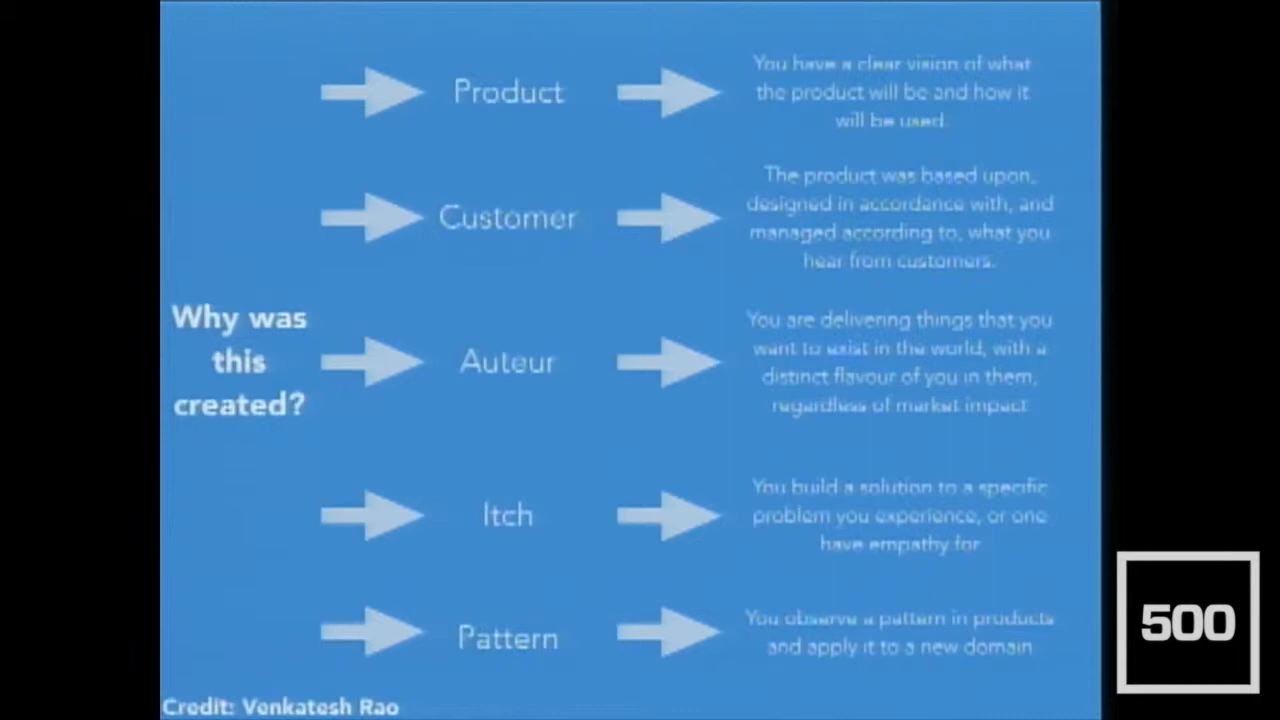 Why was
this
created?
Product
You have a clear vision of what
the product will be and how it
will be used.
Customer
The product was based upon,
designed in accordance with, and
managed according to, what you
hear from customers.
Auteur
You are delivering things that you
want to exist in the world, with a
distinct flavour of you in them,
regardless of market impact
Itch
You build a solution to a specific
problem you experience, or one
have empathy for
Pattern
You observe a pattern in products
and apply it to a new domain
Credit: Venkatesh Rao
500